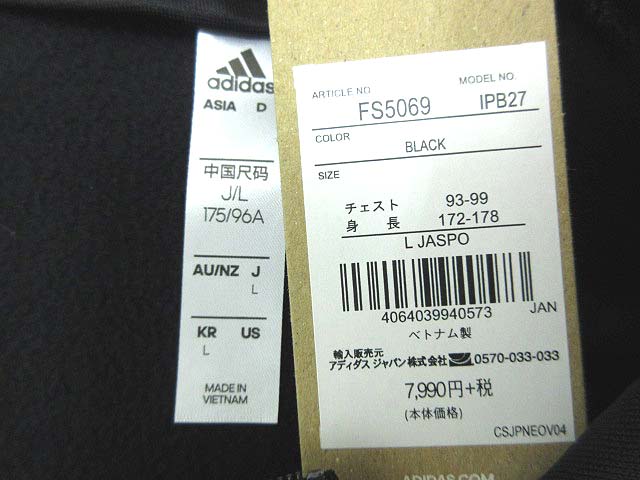 adidas
ASIA D
中国尺码
J/L
175/96A
AU/NZ J
L
KR US
L
MADE IN
VIETNAM
ARTICLE NO
MODEL NO.
FS5069
IPB27
COLOR
BLACK
SIZE
チェスト 93-99
身 長 172-178
L JASPO
4064039940573 JAN
ベトナム製
輸入販売元
アディダス ジャパン株式会社 0570-033-033
7,990円+税
(本体価格)
CSJPNEOV04
ADIDAS.COM